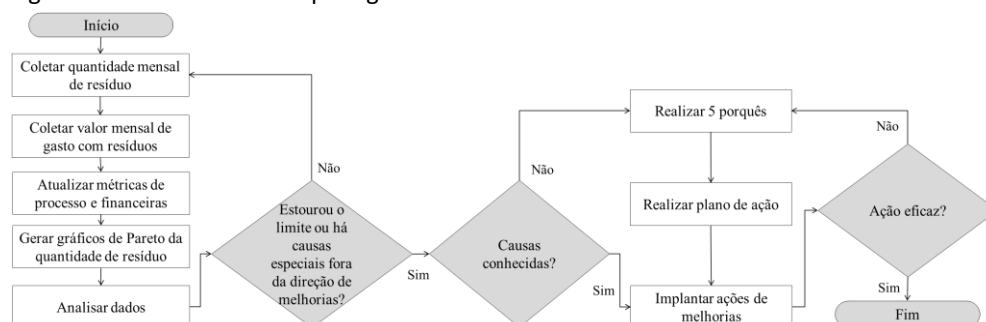 Início
Coletar quantidade mensal
de resíduo
Coletar valor mensal de
gasto com resíduos
Atualizar métricas de
processo e financeiras
Gerar gráficos de Pareto da
quantidade de resíduo
Analisar dados
Estourou o
limite ou há
causas
especiais fora
da direção de
melhorias?
Não
Sim
Causas
conhecidas?
Não
Sim
Realizar 5 porquês
Realizar plano de ação
Implantar ações de
melhorias
Ação eficaz?
Não
Sim
Fim